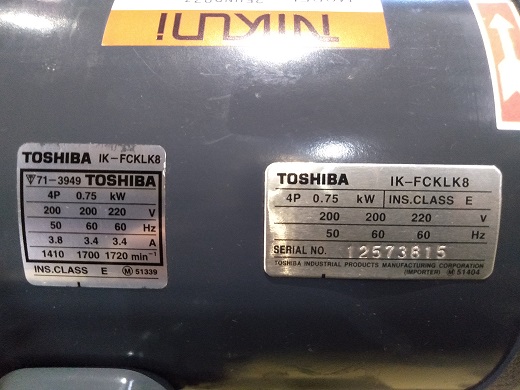 NIKUNI
TOSHIBA IK-FCKLK8
71-3949 TOSHIBA
4P 0.75 kW
200 200 220 V
50 60 60 Hz
3.8 3.4 3.4 A
1410 1700 1720 min⁻¹
INS.CLASS E Ⓜ 51339
TOSHIBA IK-FCKLK8
4P 0.75 kW INS.CLASS E
200 200 220 V
50 60 60 Hz
SERIAL NO. 12573815
TOSHIBA INDUSTRIAL PRODUCTS MANUFACTURING CORPORATION
(IMPORTER) Ⓜ 51404